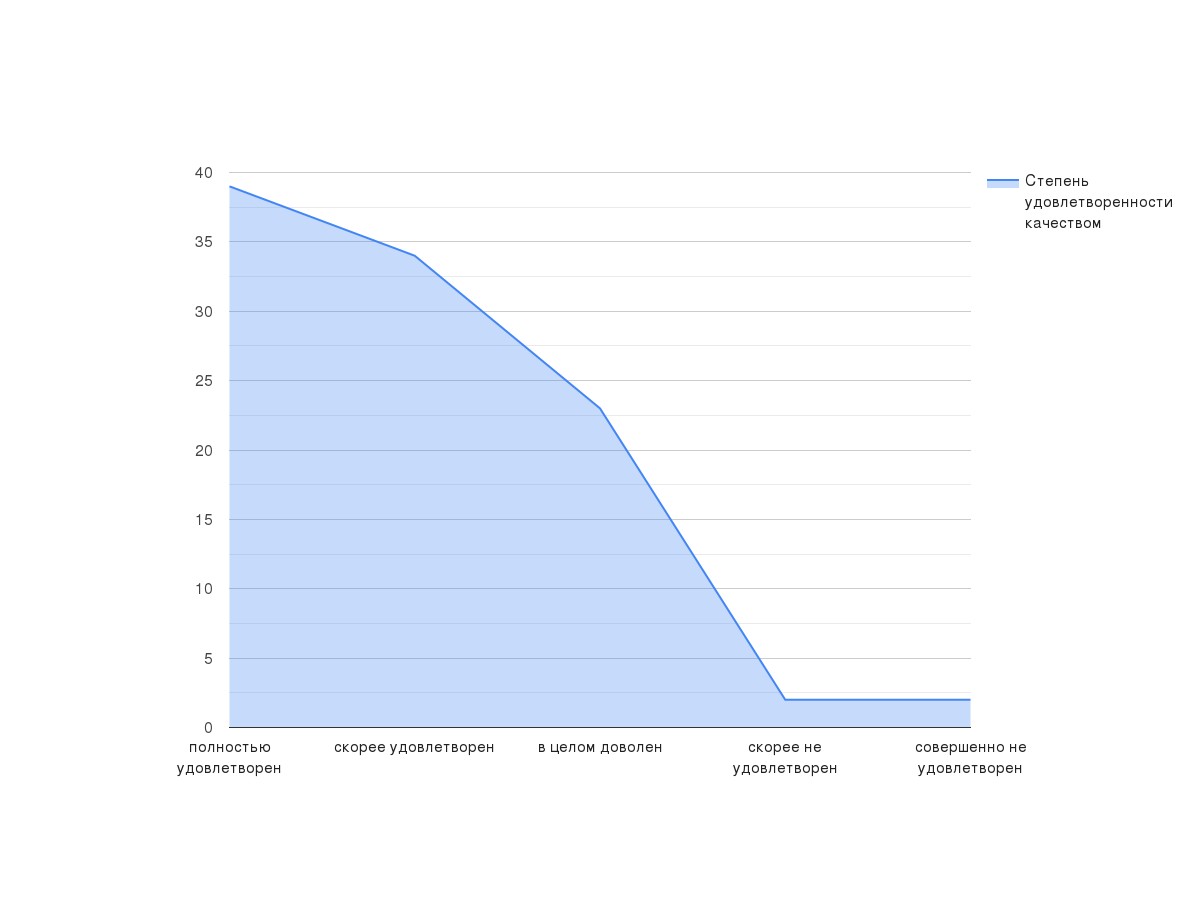 40
35
30
25
20
15
10
5
0
полностью
удовлетворен
скорее удовлетворен
в целом доволен
скорее не
удовлетворен
совершенно не
удовлетворен
Степень
удовлетворенности
качеством